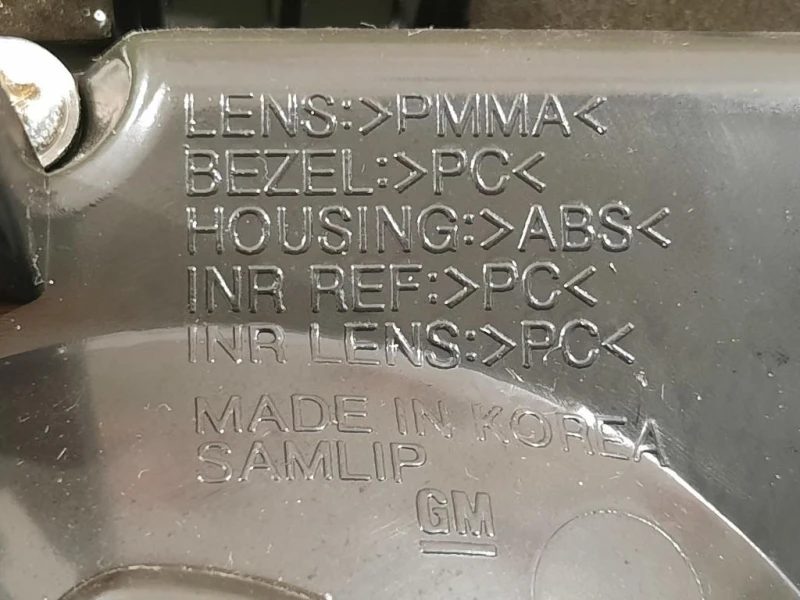 LENS:>PMMA<
BEZEL:>PC<
HOUSING:>ABS<
INR REF:>PC<
INR LENS:>PC<
MADE IN KOREA
SAMLIP
GM